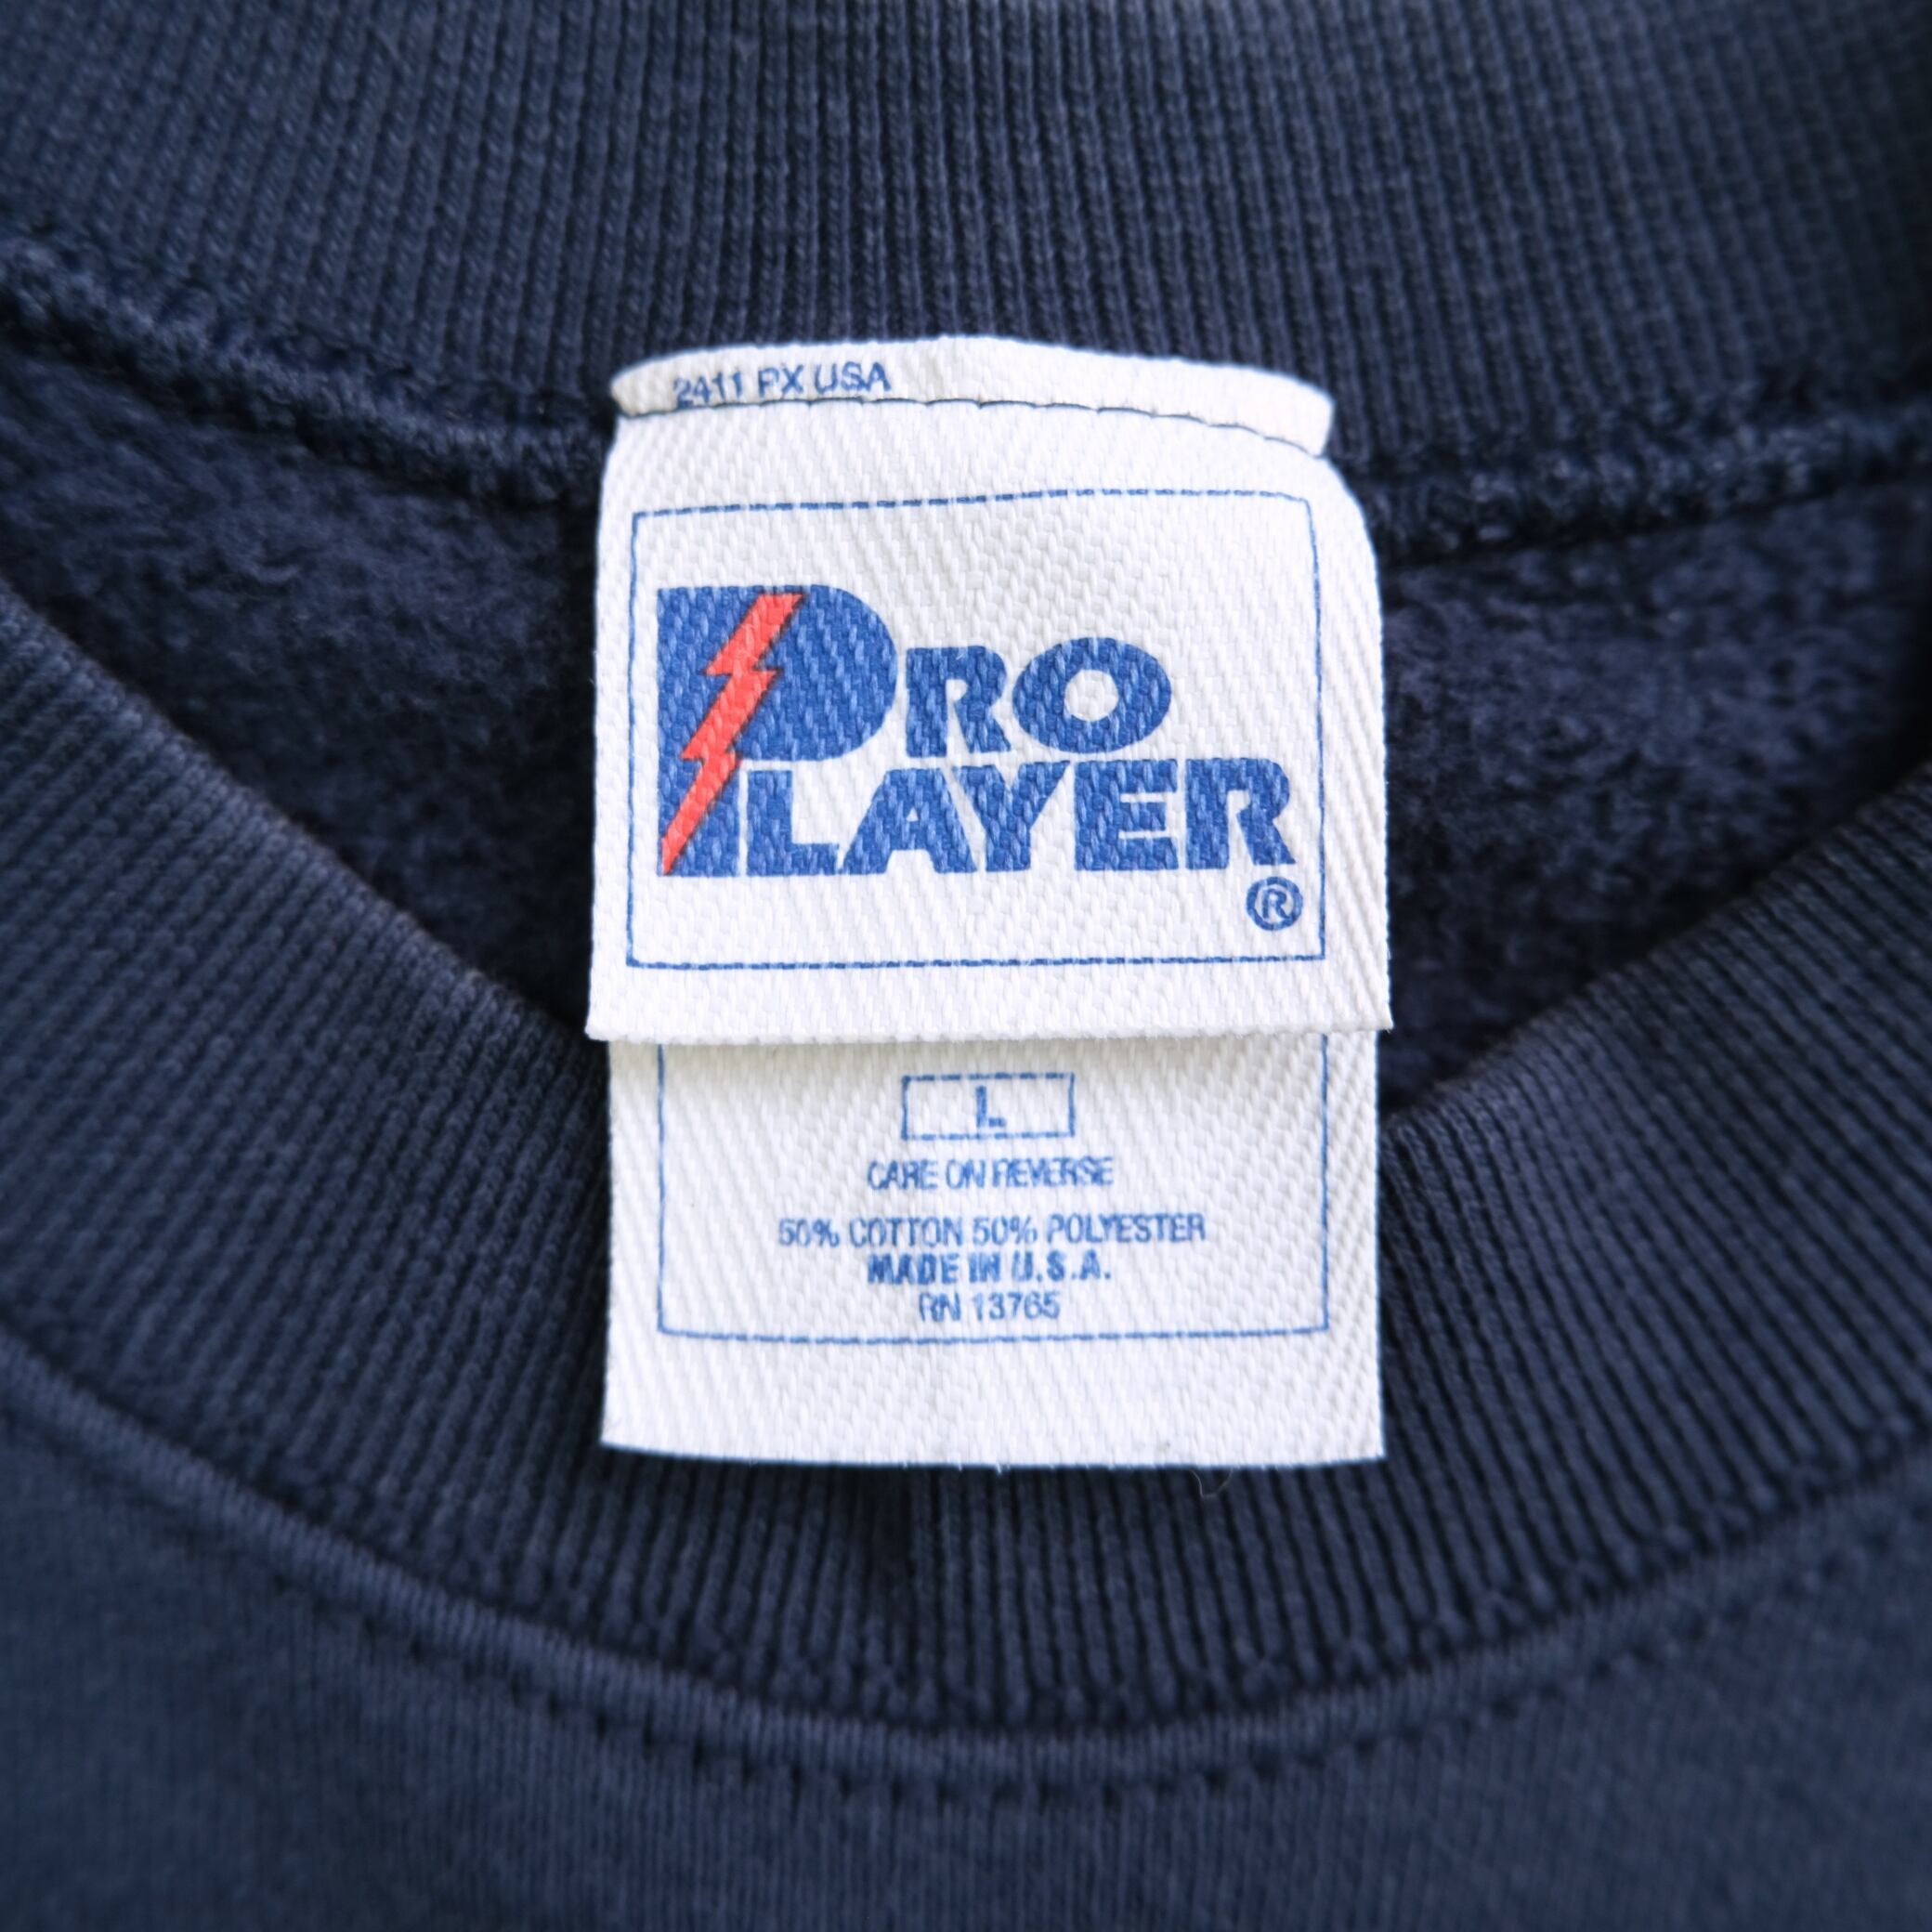 2411 PX USA
PRO
PLAYER
®
L
CARE ON REVERSE
50% COTTON 50% POLYESTER
MADE IN U.S.A.
RN 13765